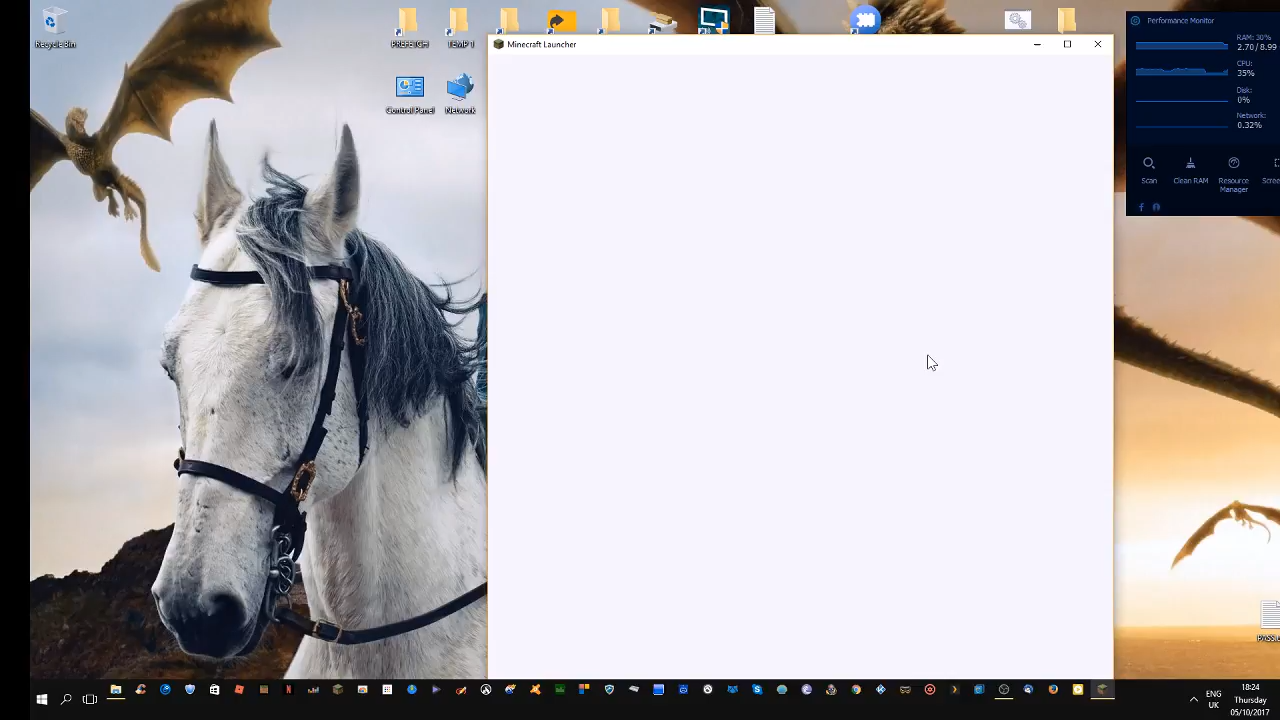 Recycle Bin
PREFETCH
TEMP 1
Control Panel
Network
Minecraft Launcher
Performance Monitor
RAM: 30%
2.70 / 8.99
CPU:
35%
Disk:
0%
Network:
0.32%
Scan
Clean RAM
Resource
Manager
ENG
UK
18:24
Thursday
05/10/2017